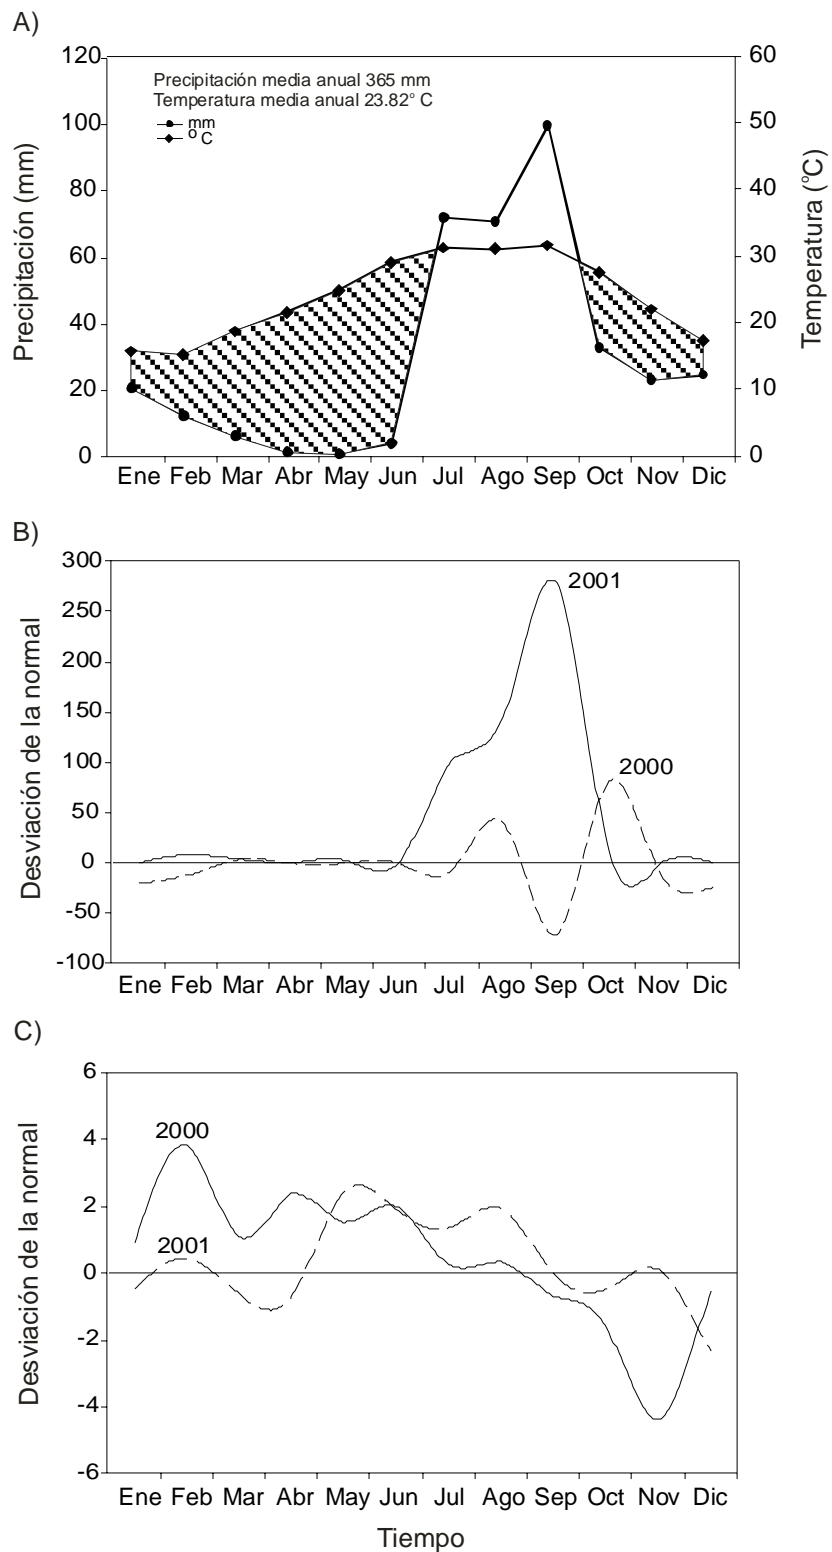 A)
Precipitación (mm)
120
100
80
60
40
20
0
Precipitación media anual 365 mm
Temperatura media anual 23.82° C
mm
° C
60
50
40
30
20
10
0
Temperatura (°C)
Ene Feb Mar Abr May Jun Jul Ago Sep Oct Nov Dic
B)
Desviación de la normal
300
250
200
150
100
50
0
-50
-100
2001
2000
Ene Feb Mar Abr May Jun Jul Ago Sep Oct Nov Dic
C)
Desviación de la normal
6
4
2
0
-2
-4
-6
2000
2001
Ene Feb Mar Abr May Jun Jul Ago Sep Oct Nov Dic
Tiempo